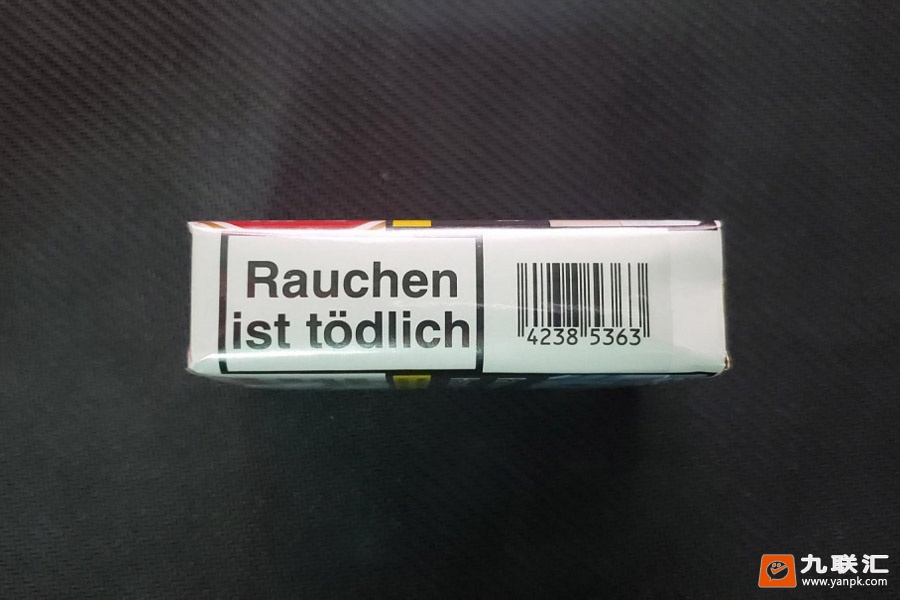 Rauchen
ist tödlich
4238 5363
九联汇
www.yanpk.com